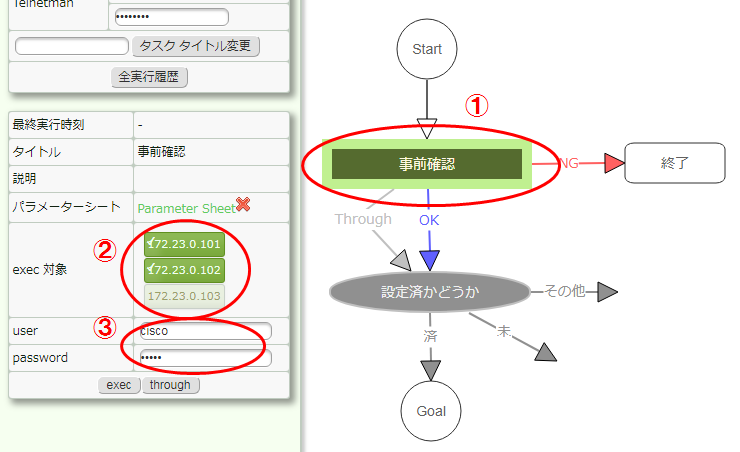 Telnetman
••••••••
タスク タイトル変更
全実行履歴
最終実行時刻 -
タイトル 事前確認
説明
パラメーターシート Parameter Sheet
exec 対象
②
✓72.23.0.101
✓72.23.0.102
172.23.0.103
③
user cisco
password •••••
exec through
Start
①
事前確認
NG
終了
Through
OK
設定済かどうか
その他
済
未
Goal